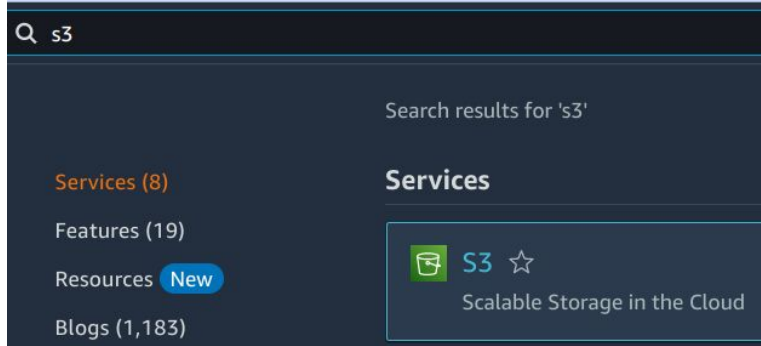 s3
Search results for 's3'
Services (8)
Features (19)
Resources New
Blogs (1,183)
Services
S3
Scalable Storage in the Cloud